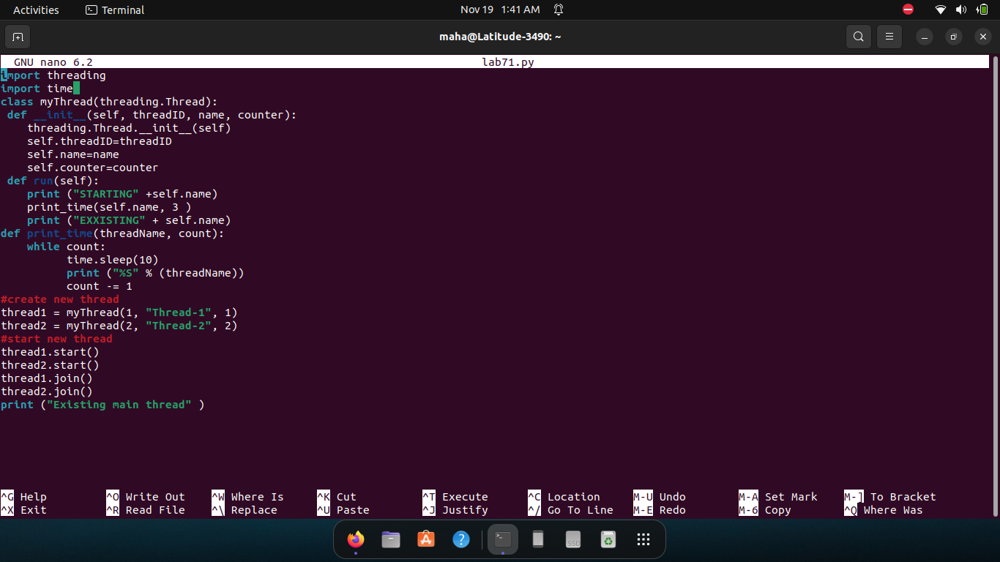 Activities Terminal Nov 19 1:41 AM
maha@Latitude-3490: ~
GNU nano 6.2 lab71.py
import threading
import time
class myThread(threading.Thread):
 def __init__(self, threadID, name, counter):
    threading.Thread.__init__(self)
    self.threadID=threadID
    self.name=name
    self.counter=counter
 def run(self):
    print ("STARTING" +self.name)
    print_time(self.name, 3 )
    print ("EXXISTING" + self.name)
def print_time(threadName, count):
    while count:
          time.sleep(10)
          print ("%S" % (threadName))
          count -= 1
#create new thread
thread1 = myThread(1, "Thread-1", 1)
thread2 = myThread(2, "Thread-2", 2)
#start new thread
thread1.start()
thread2.start()
thread1.join()
thread2.join()
print ("Existing main thread" )
^G Help ^O Write Out ^W Where Is ^K Cut ^T Execute ^C Location M-U Undo M-A Set Mark M-] To Bracket
^X Exit ^R Read File ^\ Replace ^U Paste ^J Justify ^/ Go To Line M-E Redo M-6 Copy ^Q Where Was
SSD